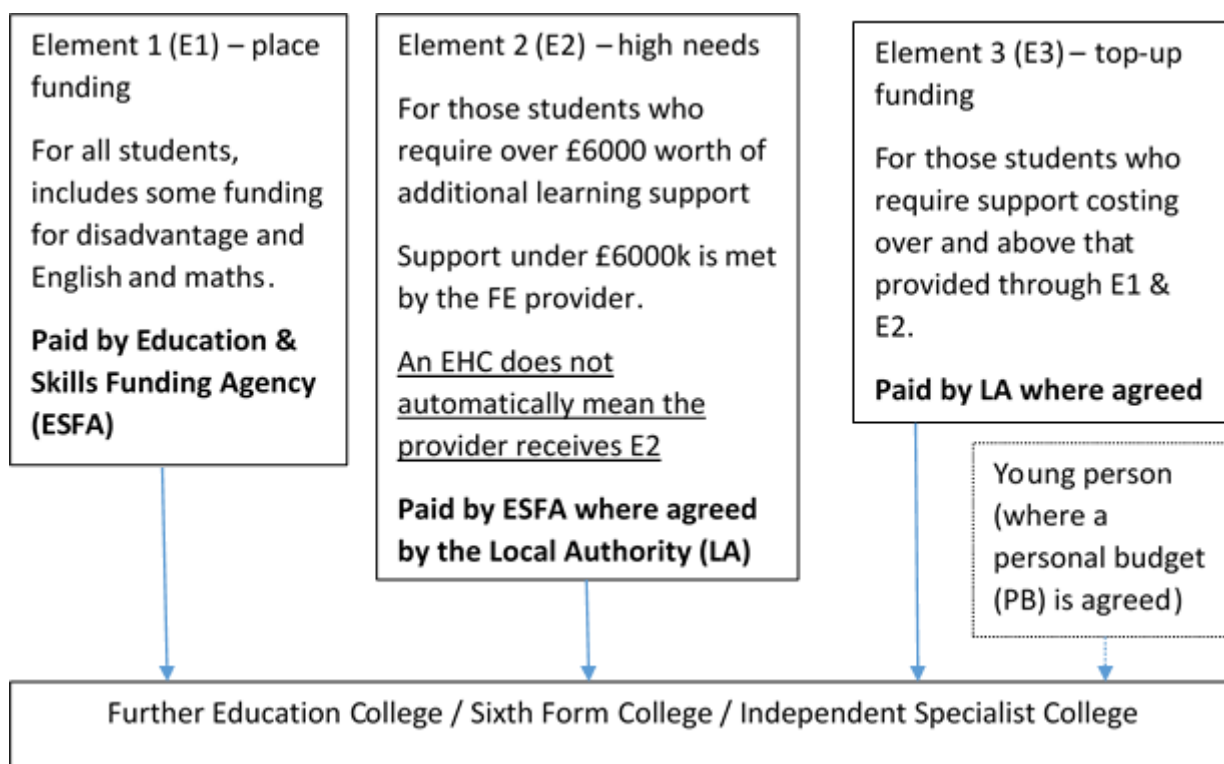 Element 1 (E1) – place
funding
For all students,
includes some funding
for disadvantage and
English and maths.
Paid by Education &
Skills Funding Agency
(ESFA)
Element 2 (E2) – high needs
For those students who
require over £6000 worth of
additional learning support
Support under £6000k is met
by the FE provider.
An EHC does not
automatically mean the
provider receives E2
Paid by ESFA where agreed
by the Local Authority (LA)
Element 3 (E3) – top-up
funding
For those students who
require support costing
over and above that
provided through E1 &
E2.
Paid by LA where agreed
Young person
(where a
personal budget
(PB) is agreed)
Further Education College / Sixth Form College / Independent Specialist College